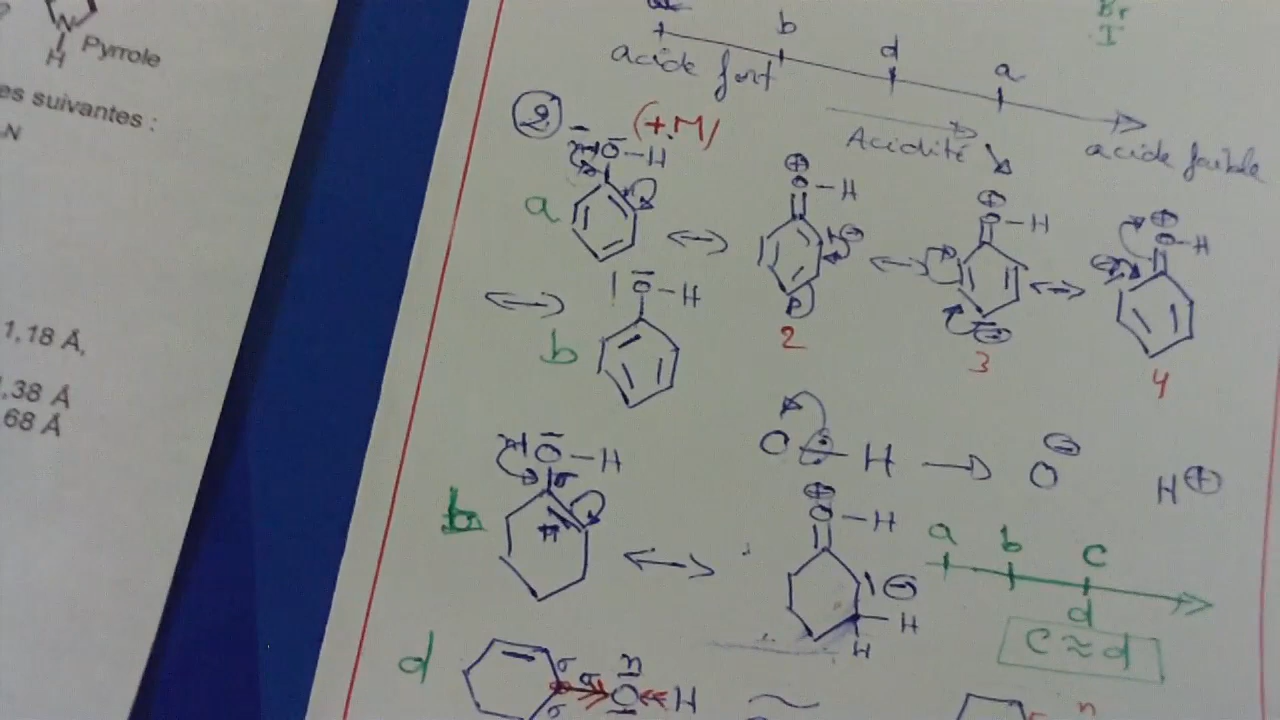 N
H
Pyrrole
es suivantes :
N
1,18 Å,
,38 Å
68 Å
Br
I
b
d
a
acide fort
Acidité
acide faible
2
(+M)
O-H
a
⊕
O-H
⊖
2
⊕
O-H
⊖
3
⊕
O-H
⊖
4
O-H
b
O H → O⊖ H⊕
O-H
b
⊕
O-H
⊖
H
H
a b c
d
C ≈ d
d
O H